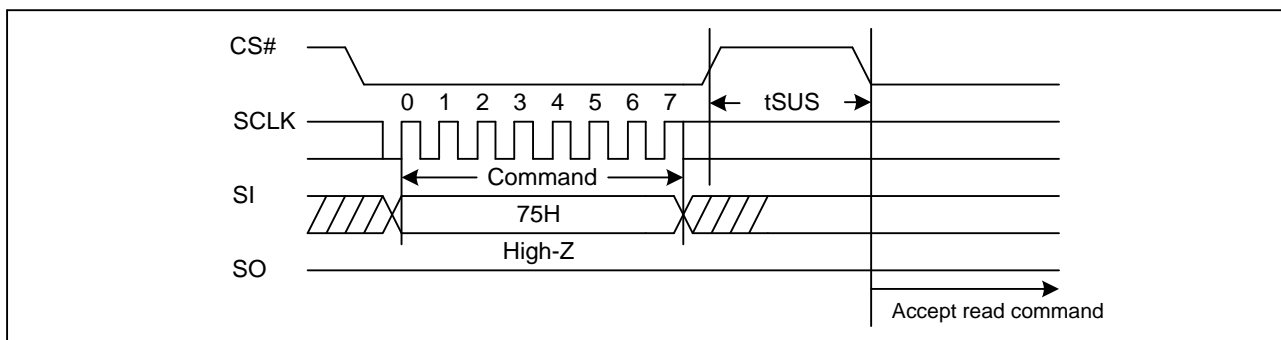 CS#
tSUS
0 1 2 3 4 5 6 7
SCLK
Command
SI
75H
High-Z
SO
Accept read command